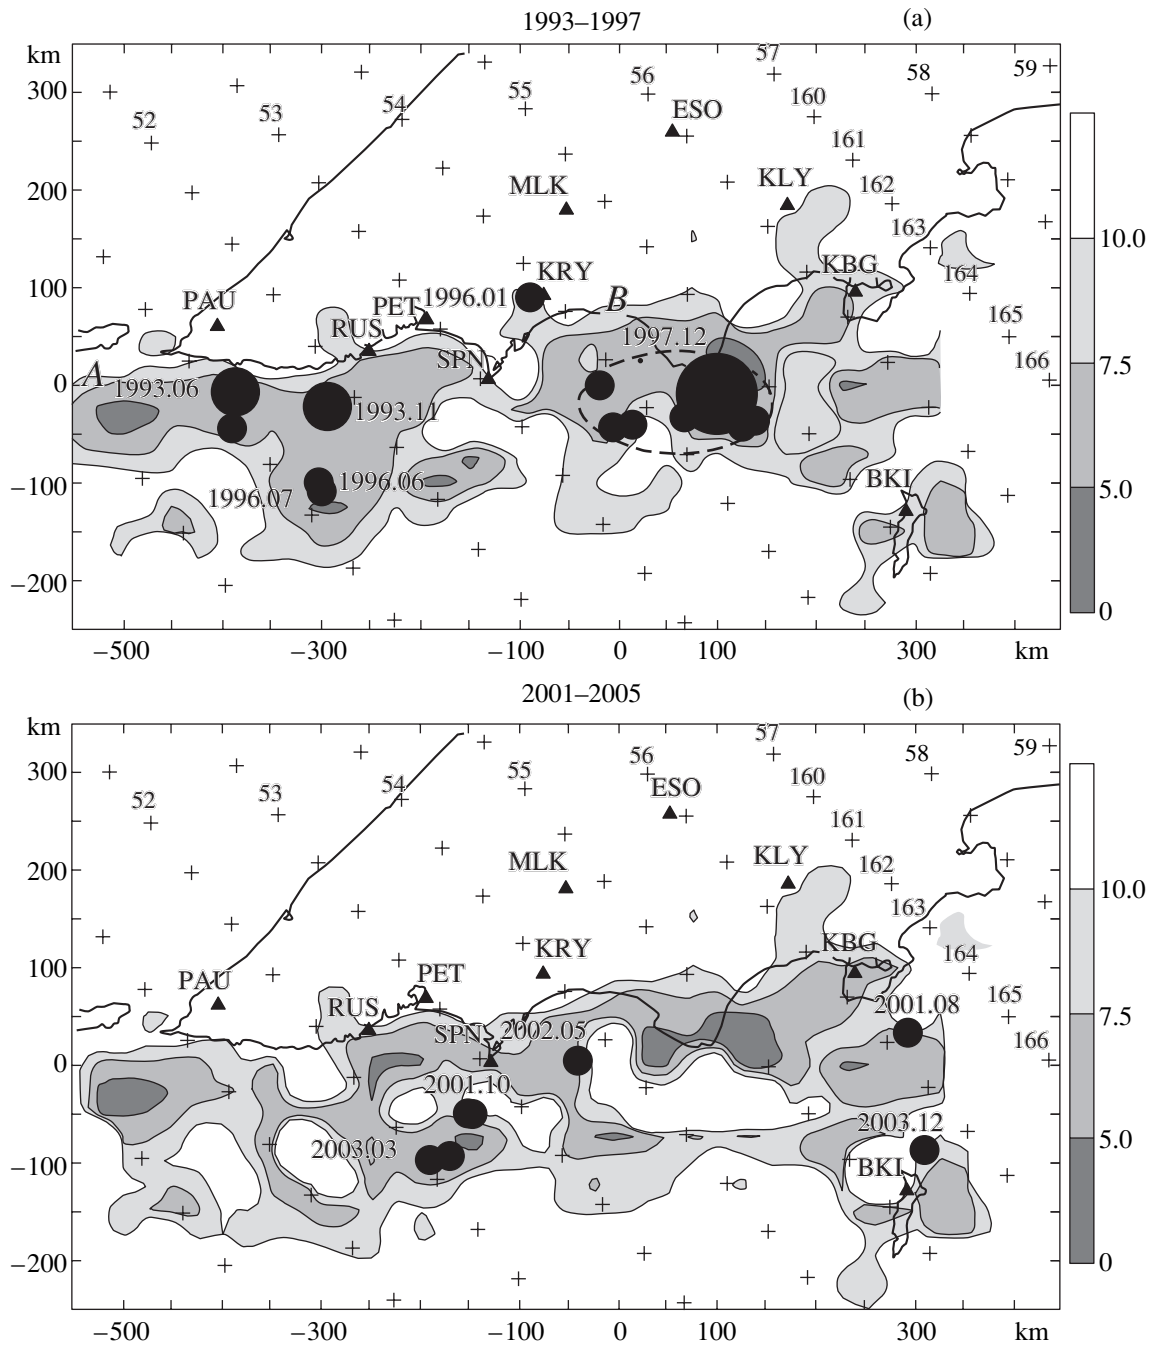 1993–1997 (a)
km 57
300 56 58 59
55 160
52 53 54 ESO
161
200 MLK KLY 162
163
10.0
KBG
100 PAU PET 1996.01 KRY B 164
RUS 1997.12 165
SPN 166
7.5
0 A 1993.06
1993.11
5.0
−100 1996.07 1996.06 BKI
−200
0
−500 −300 −100 0 100 300 km
2001–2005 (b)
km 57
300 56 58 59
55 160
52 53 54 ESO
161
200 MLK KLY 162
163
10.0
KBG
100 PAU PET KRY 164
RUS 2001.08 165
SPN 2002.05 166
7.5
0
2001.10
2003.12
5.0
−100 2003.03 BKI
−200
0
−500 −300 −100 0 100 300 km